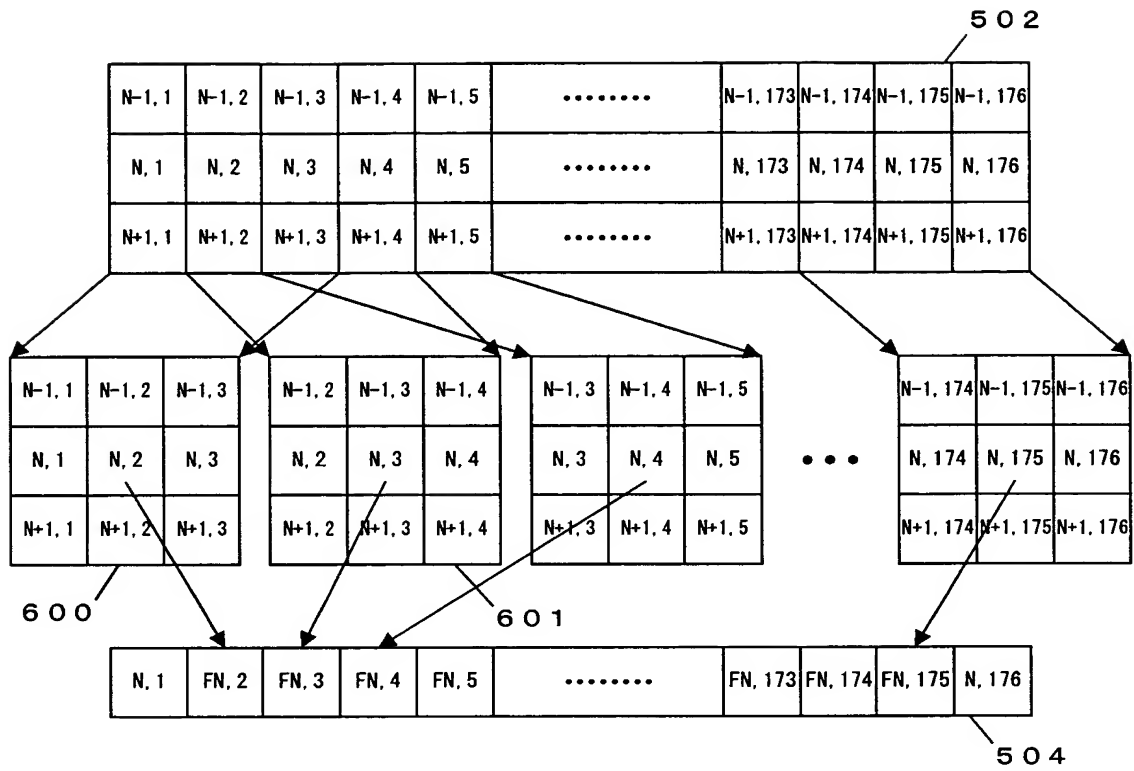 502
N-1, 1 N-1, 2 N-1, 3 N-1, 4 N-1, 5 ........ N-1, 173 N-1, 174 N-1, 175 N-1, 176
N, 1 N, 2 N, 3 N, 4 N, 5 ........ N, 173 N, 174 N, 175 N, 176
N+1, 1 N+1, 2 N+1, 3 N+1, 4 N+1, 5 ........ N+1, 173 N+1, 174 N+1, 175 N+1, 176
N-1, 1 N-1, 2 N-1, 3 N-1, 2 N-1, 3 N-1, 4 N-1, 3 N-1, 4 N-1, 5 N-1, 174 N-1, 175 N-1, 176
N, 1 N, 2 N, 3 N, 2 N, 3 N, 4 N, 3 N, 4 N, 5 ... N, 174 N, 175 N, 176
N+1, 1 N+1, 2 N+1, 3 N+1, 2 N+1, 3 N+1, 4 N+1, 3 N+1, 4 N+1, 5 N+1, 174 N+1, 175 N+1, 176
600 601
N, 1 FN, 2 FN, 3 FN, 4 FN, 5 ........ FN, 173 FN, 174 FN, 175 N, 176
504